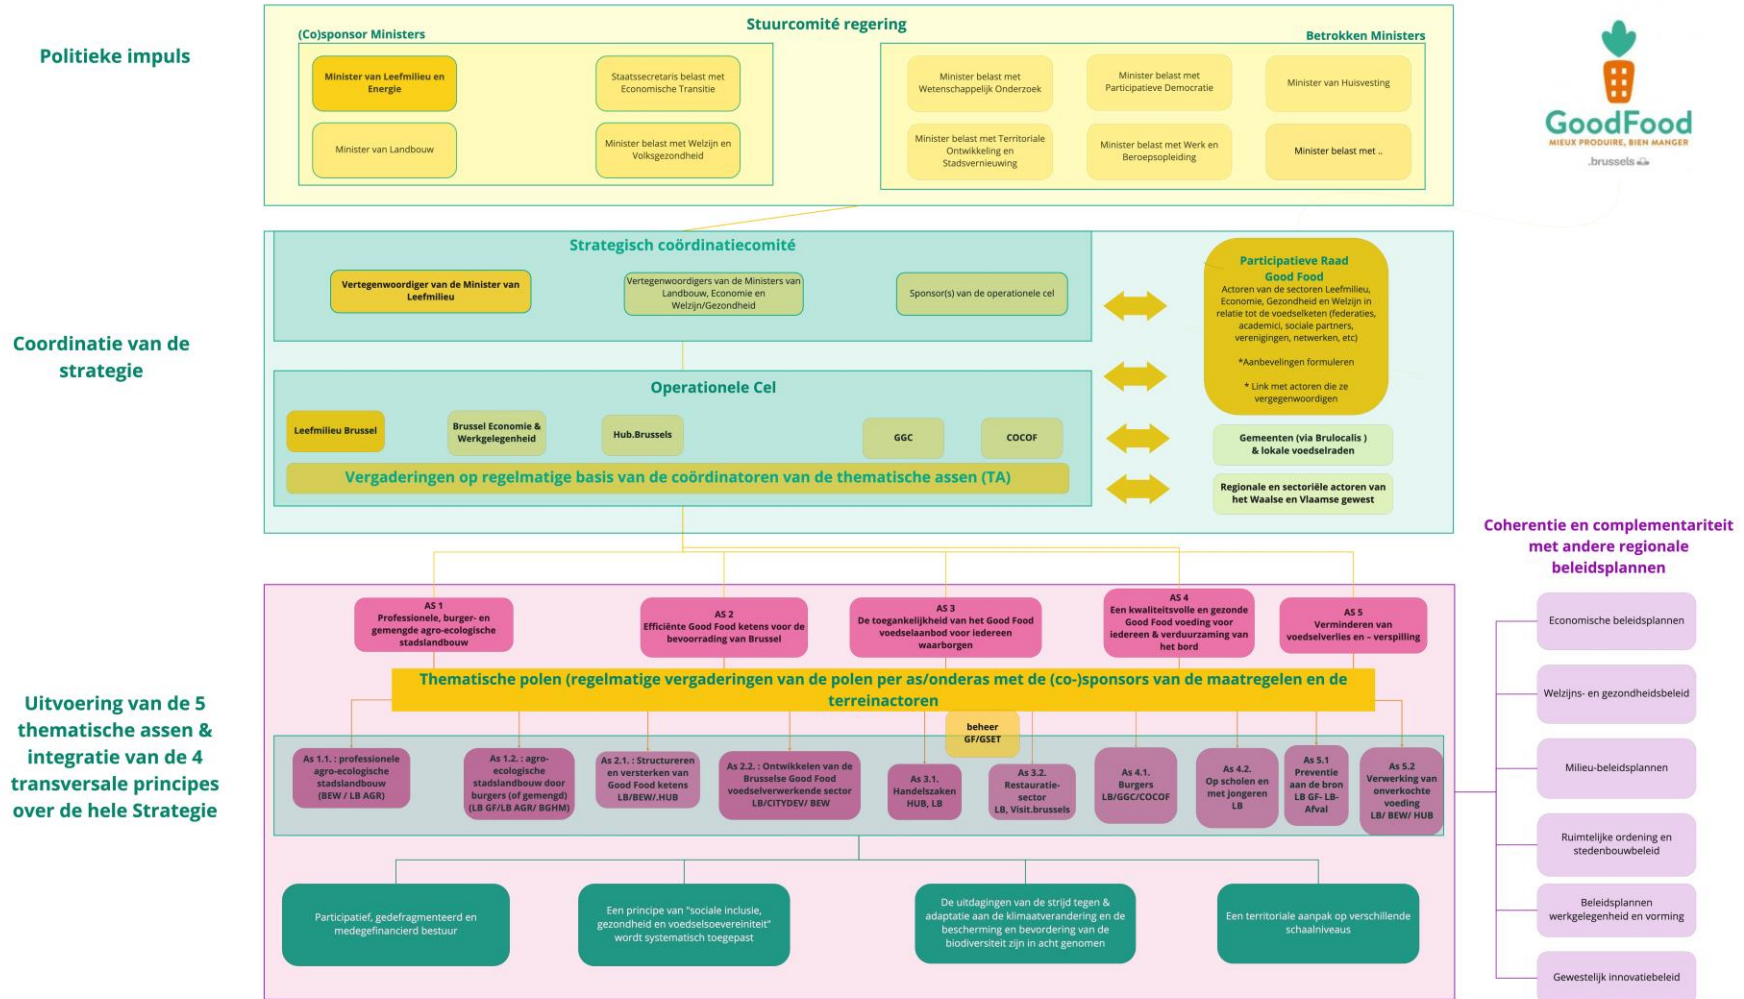 Stuurcomité regering
Politieke impuls
(Co)sponsor Ministers
Minister van Leefmilieu en
Energie
Staatssecretaris belast met
Economische Transitie
Minister van Landbouw
Minister belast met Welzijn en
Volksgezondheid
Betrokken Ministers
Minister belast met
Wetenschappelijk Onderzoek
Minister belast met
Participatieve Democratie
Minister van Huisvesting
Minister belast met Territoriale
Ontwikkeling en
Stadsvernieuwing
Minister belast met Werk en
Beroepsopleiding
Minister belast met ..
GoodFood
MIEUX PRODUIRE, BIEN MANGER
.brussels
Coordinatie van de
strategie
Strategisch coördinatiecomité
Vertegenwoordiger van de Minister van
Leefmilieu
Vertegenwoordigers van de Ministers van
Landbouw, Economie en
Welzijn/Gezondheid
Sponsor(s) van de operationele cel
Participatieve Raad
Good Food
Actoren van de sectoren Leefmilieu,
Economie, Gezondheid en Welzijn in
relatie tot de voedselketen (federaties,
academici, sociale partners,
verenigingen, netwerken, etc)
*Aanbevelingen formuleren
* Link met actoren die ze
vergegenwoordigen
Operationele Cel
Leefmilieu Brussel
Brussel Economie &
Werkgelegenheid
Hub.Brussels
GGC
COCOF
Vergaderingen op regelmatige basis van de coördinatoren van de thematische assen (TA)
Gemeenten (via Brulocalis )
& lokale voedselraden
Regionale en sectoriële actoren van
het Waalse en Vlaamse gewest
Uitvoering van de 5
thematische assen &
integratie van de 4
transversale principes
over de hele Strategie
AS 1
Professionele, burger- en
gemengde agro-ecologische
stadslandbouw
AS 2
Efficiënte Good Food ketens voor de
bevoorrading van Brussel
AS 3
De toegankelijkheid van het Good Food
voedselaanbod voor iedereen
waarborgen
AS 4
Een kwaliteitsvolle en gezonde
Good Food voeding voor
iedereen & verduurzaming van
het bord
AS 5
Verminderen van
voedselverlies en – verspilling
Thematische polen (regelmatige vergaderingen van de polen per as/onderas met de (co-)sponsors van de maatregelen en de
terreinactoren
beheer
GF/GSET
As 1.1. : professionele
agro-ecologische
stadslandbouw
(BEW / LB AGR)
As 1.2. : agro-
ecologische
stadslandbouw door
burgers (of gemengd)
(LB GF/LB AGR/ BGHM)
As 2.1. : Structureren
en versterken van
Good Food ketens
LB/BEW/.HUB
As 2.2. : Ontwikkelen van de
Brusselse Good Food
voedselverwerkende sector
LB/CITYDEV/ BEW
As 3.1.
Handelszaken
HUB, LB
As 3.2.
Restauratie-
sector
LB, Visit.brussels
As 4.1.
Burgers
LB/GGC/COCOF
As 4.2.
Op scholen en
met jongeren
LB
As 5.1
Preventie
aan de bron
LB GF- LB-
Afval
As 5.2
Verwerking van
onverkochte
voeding
LB/ BEW/ HUB
Participatief, gedefragmenteerd en
medegefinancierd bestuur
Een principe van "sociale inclusie,
gezondheid en voedselsoevereiniteit"
wordt systematisch toegepast
De uitdagingen van de strijd tegen &
adaptatie aan de klimaatverandering en de
bescherming en bevordering van de
biodiversiteit zijn in acht genomen
Een territoriale aanpak op verschillende
schaalniveaus
Coherentie en complementariteit
met andere regionale
beleidsplannen
Economische beleidsplannen
Welzijns- en gezondheidsbeleid
Milieu-beleidsplannen
Ruimtelijke ordening en
stedenbouwbeleid
Beleidsplannen
werkgelegenheid en vorming
Gewestelijk innovatiebeleid